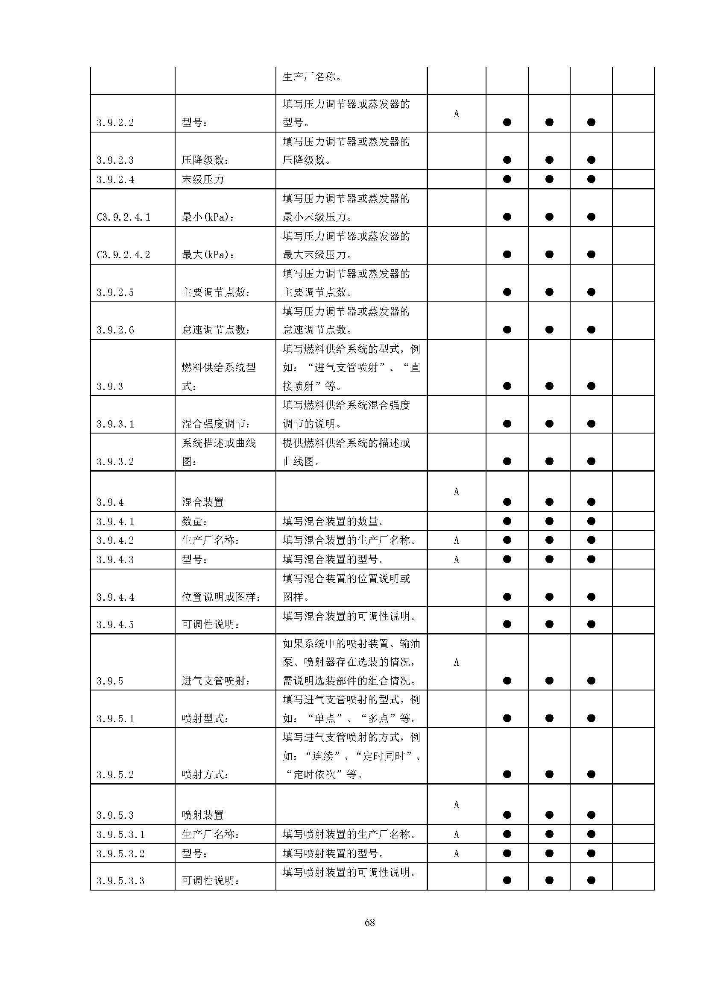 生产厂名称。
填写压力调节器或蒸发器的
A
3.9.2.2 型号： 型号。 ● ● ●
填写压力调节器或蒸发器的
3.9.2.3 压降级数： 压降级数。 ● ● ●
3.9.2.4 末级压力 ● ● ●
填写压力调节器或蒸发器的
C3.9.2.4.1 最小(kPa)： 最小末级压力。 ● ● ●
填写压力调节器或蒸发器的
C3.9.2.4.2 最大(kPa)： 最大末级压力。 ● ● ●
填写压力调节器或蒸发器的
3.9.2.5 主要调节点数： 主要调节点数。 ● ● ●
填写压力调节器或蒸发器的
3.9.2.6 怠速调节点数： 怠速调节点数。 ● ● ●
填写燃料供给系统的型式，例
燃料供给系统型 如：“进气支管喷射”、“直
3.9.3 式： 接喷射”等。 ● ● ●
填写燃料供给系统混合强度
3.9.3.1 混合强度调节： 调节的说明。 ● ● ●
系统描述或曲线 提供燃料供给系统的描述或
3.9.3.2 图： 曲线图。 ● ● ●
A
3.9.4 混合装置 ● ● ●
3.9.4.1 数量： 填写混合装置的数量。 ● ● ●
3.9.4.2 生产厂名称： 填写混合装置的生产厂名称。 A ● ● ●
3.9.4.3 型号： 填写混合装置的型号。 A ● ● ●
填写混合装置的位置说明或
3.9.4.4 位置说明或图样： 图样。 ● ● ●
填写混合装置的可调性说明。
3.9.4.5 可调性说明： ● ● ●
如果系统中的喷射装置、输油
泵、喷射器存在选装的情况， A
3.9.5 进气支管喷射： 需说明选装部件的组合情况。 ● ● ●
填写进气支管喷射的型式，例
3.9.5.1 喷射型式： 如：“单点”、“多点”等。 ● ● ●
填写进气支管喷射的方式，例
如：“连续”、“定时同时”、
3.9.5.2 喷射方式： “定时依次”等。 ● ● ●
A
3.9.5.3 喷射装置 ● ● ●
3.9.5.3.1 生产厂名称： 填写喷射装置的生产厂名称。 A ● ● ●
3.9.5.3.2 型号： 填写喷射装置的型号。 A ● ● ●
填写喷射装置的可调性说明。
3.9.5.3.3 可调性说明： ● ● ●
68